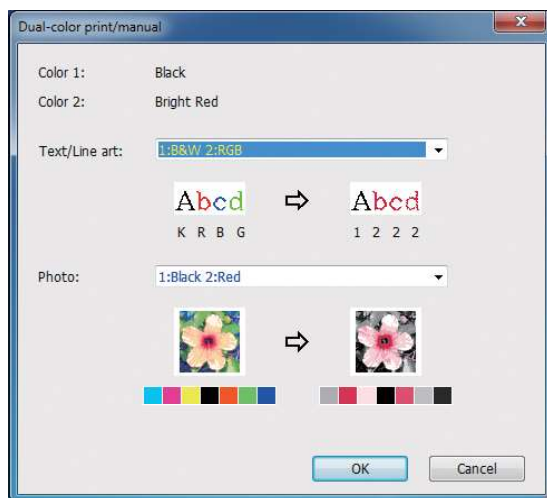 Dual-color print/manual
Color 1: Black
Color 2: Bright Red
Text/Line art: 1:B&W 2:RGB
Abcd Abcd
K R B G 1 2 2 2
Photo: 1:Black 2:Red
OK Cancel